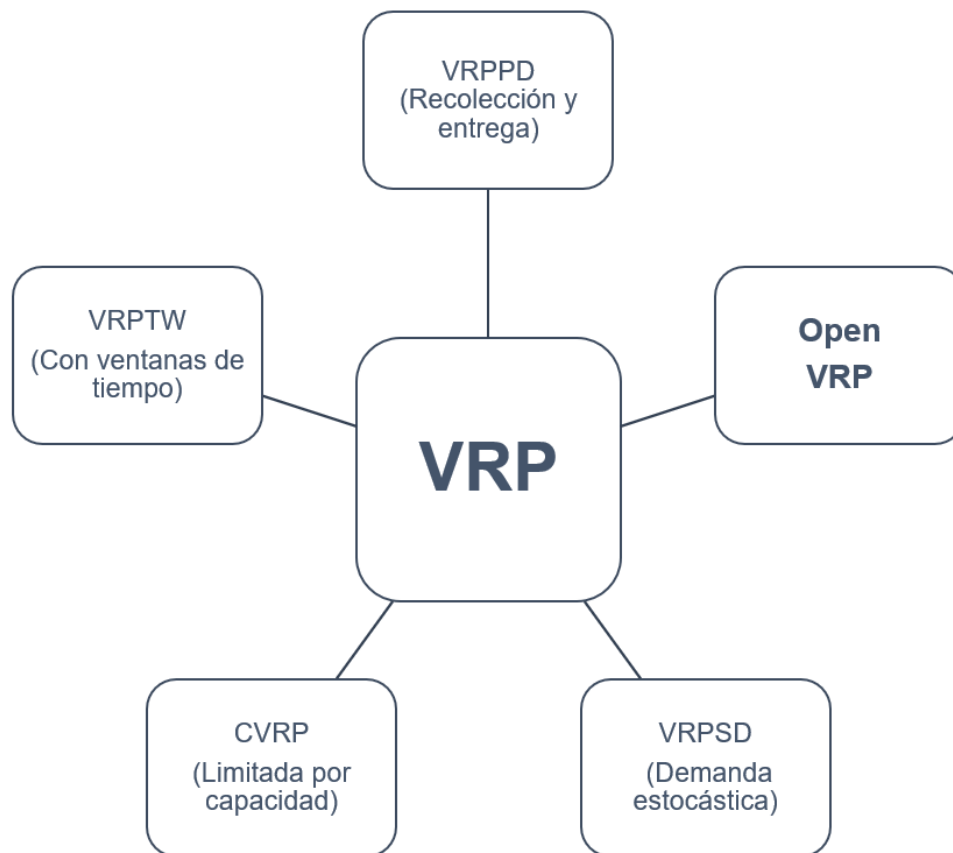 VRPPD
(Recolección y
entrega)
VRPTW
(Con ventanas de
tiempo)
Open
VRP
VRP
CVRP
(Limitada por
capacidad)
VRPSD
(Demanda
estocástica)